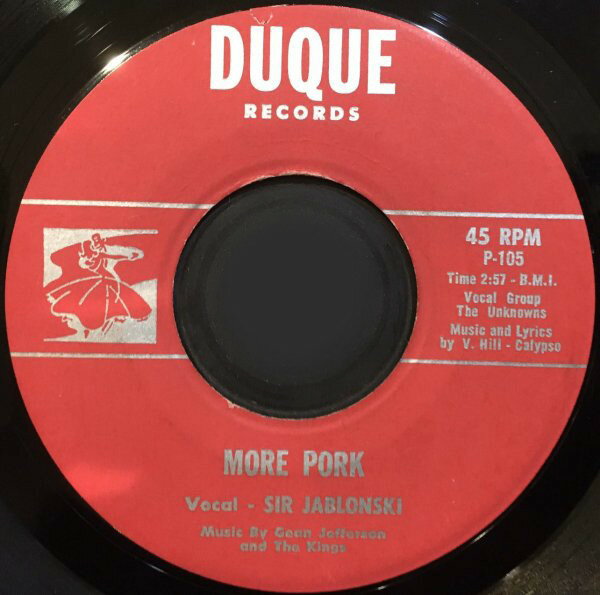 DUQUE
RECORDS
45 RPM
P-105
Time 2:57 - B.M.I.
Vocal Group
The Unknowns
Music and Lyrics
by V. Hill - Calypso
MORE PORK
Vocal - SIR JABLONSKI
Music By Gean Jefferson
and The Kings